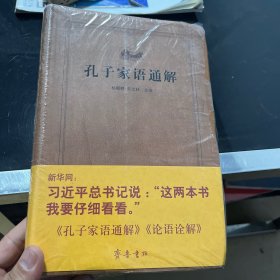 孔子家语通解
新华网：
习近平总书记说：“这两本书
我要仔细看看。”
《孔子家语通解》《论语诠解》
齐鲁书社